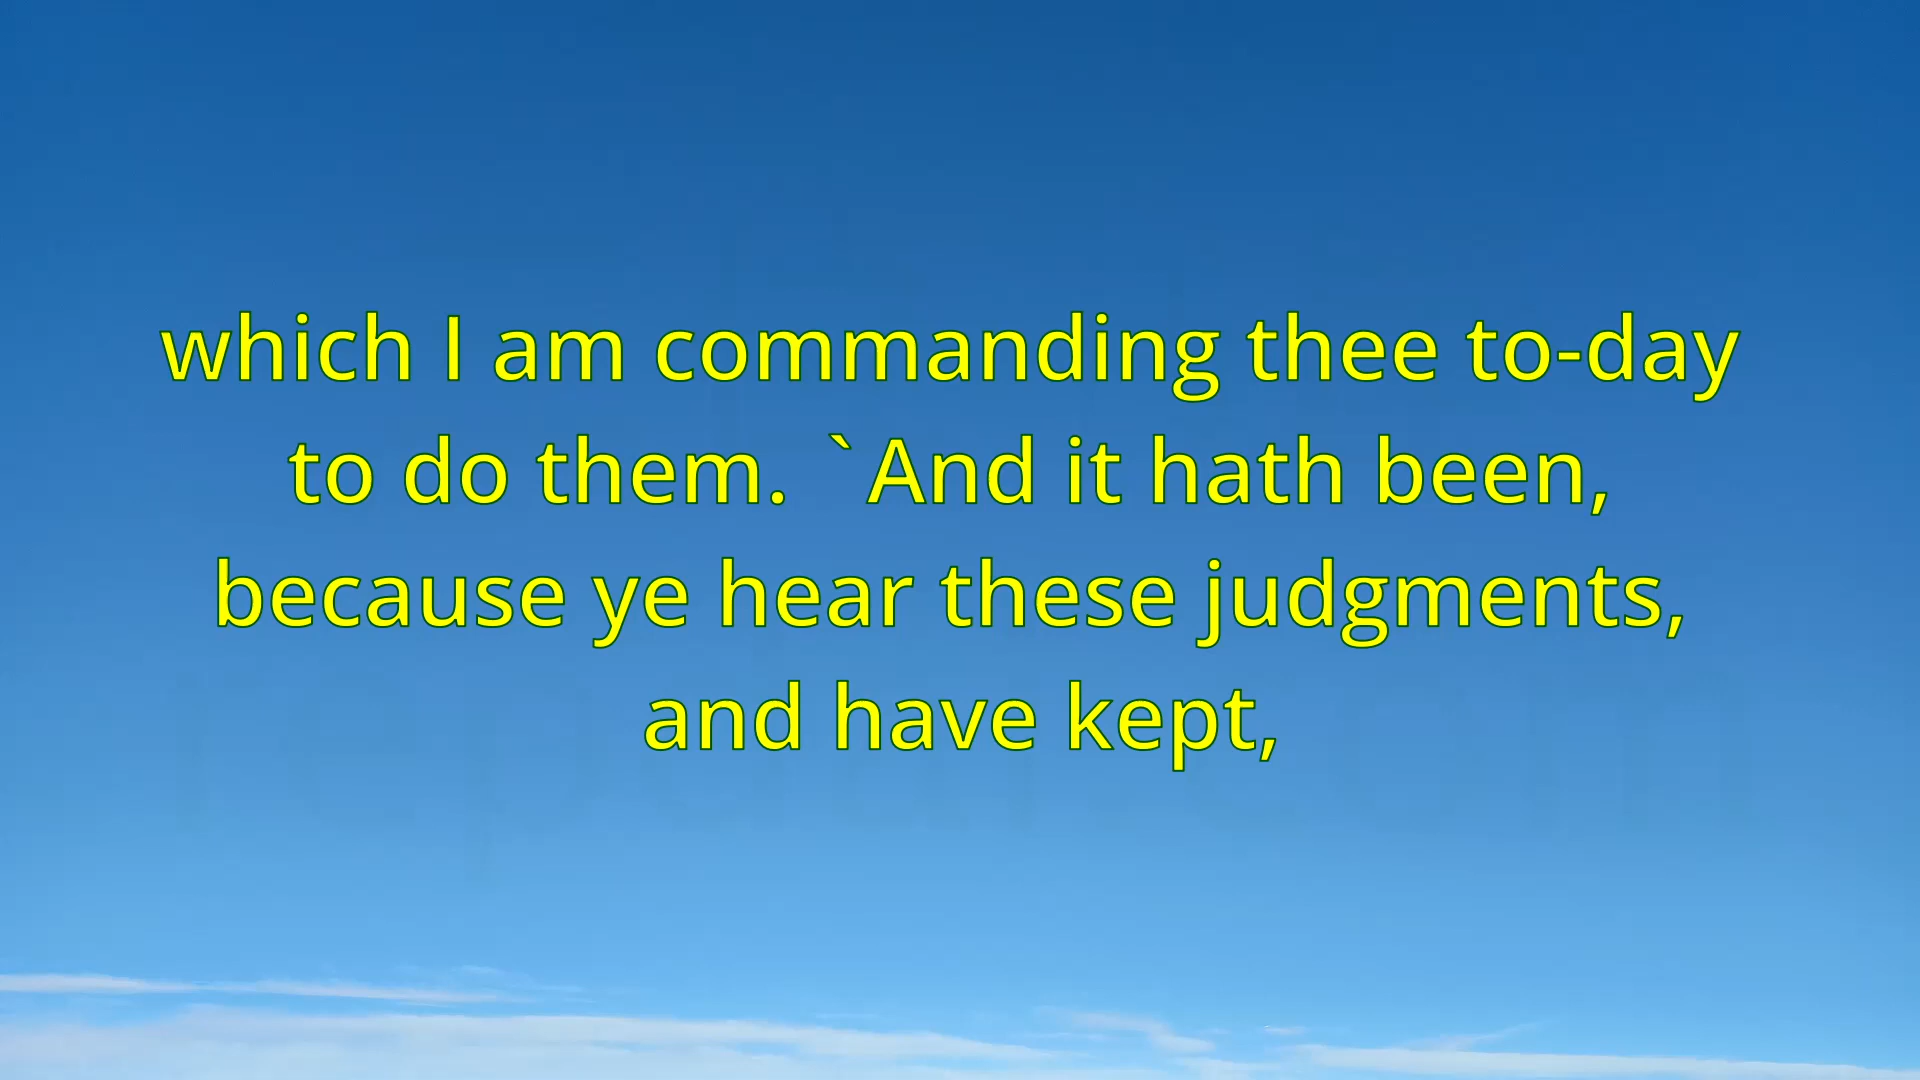 which I am commanding thee to-day
to do them. `And it hath been,
because ye hear these judgments,
and have kept,